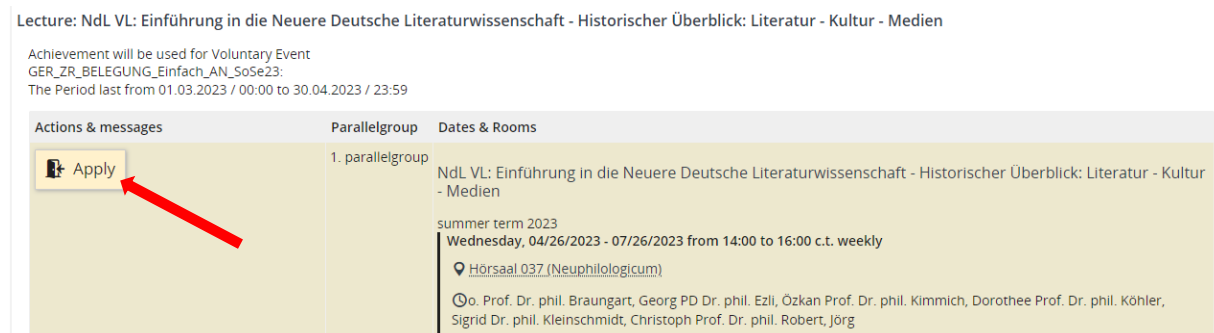 Lecture: NdL VL: Einführung in die Neuere Deutsche Literaturwissenschaft - Historischer Überblick: Literatur - Kultur - Medien
Achievement will be used for Voluntary Event
GER_ZR_BELEGUNG_Einfach_AN_SoSe23:
The Period last from 01.03.2023 / 00:00 to 30.04.2023 / 23:59
Actions & messages Parallelgroup Dates & Rooms
Apply 1. parallelgroup
NdL VL: Einführung in die Neuere Deutsche Literaturwissenschaft - Historischer Überblick: Literatur - Kultur
- Medien
summer term 2023
Wednesday, 04/26/2023 - 07/26/2023 from 14:00 to 16:00 c.t. weekly
Hörsaal 037 (Neuphilologicum)
o. Prof. Dr. phil. Braungart, Georg PD Dr. phil. Ezli, Özkan Prof. Dr. phil. Kimmich, Dorothee Prof. Dr. phil. Köhler,
Sigrid Dr. phil. Kleinschmidt, Christoph Prof. Dr. phil. Robert, Jörg